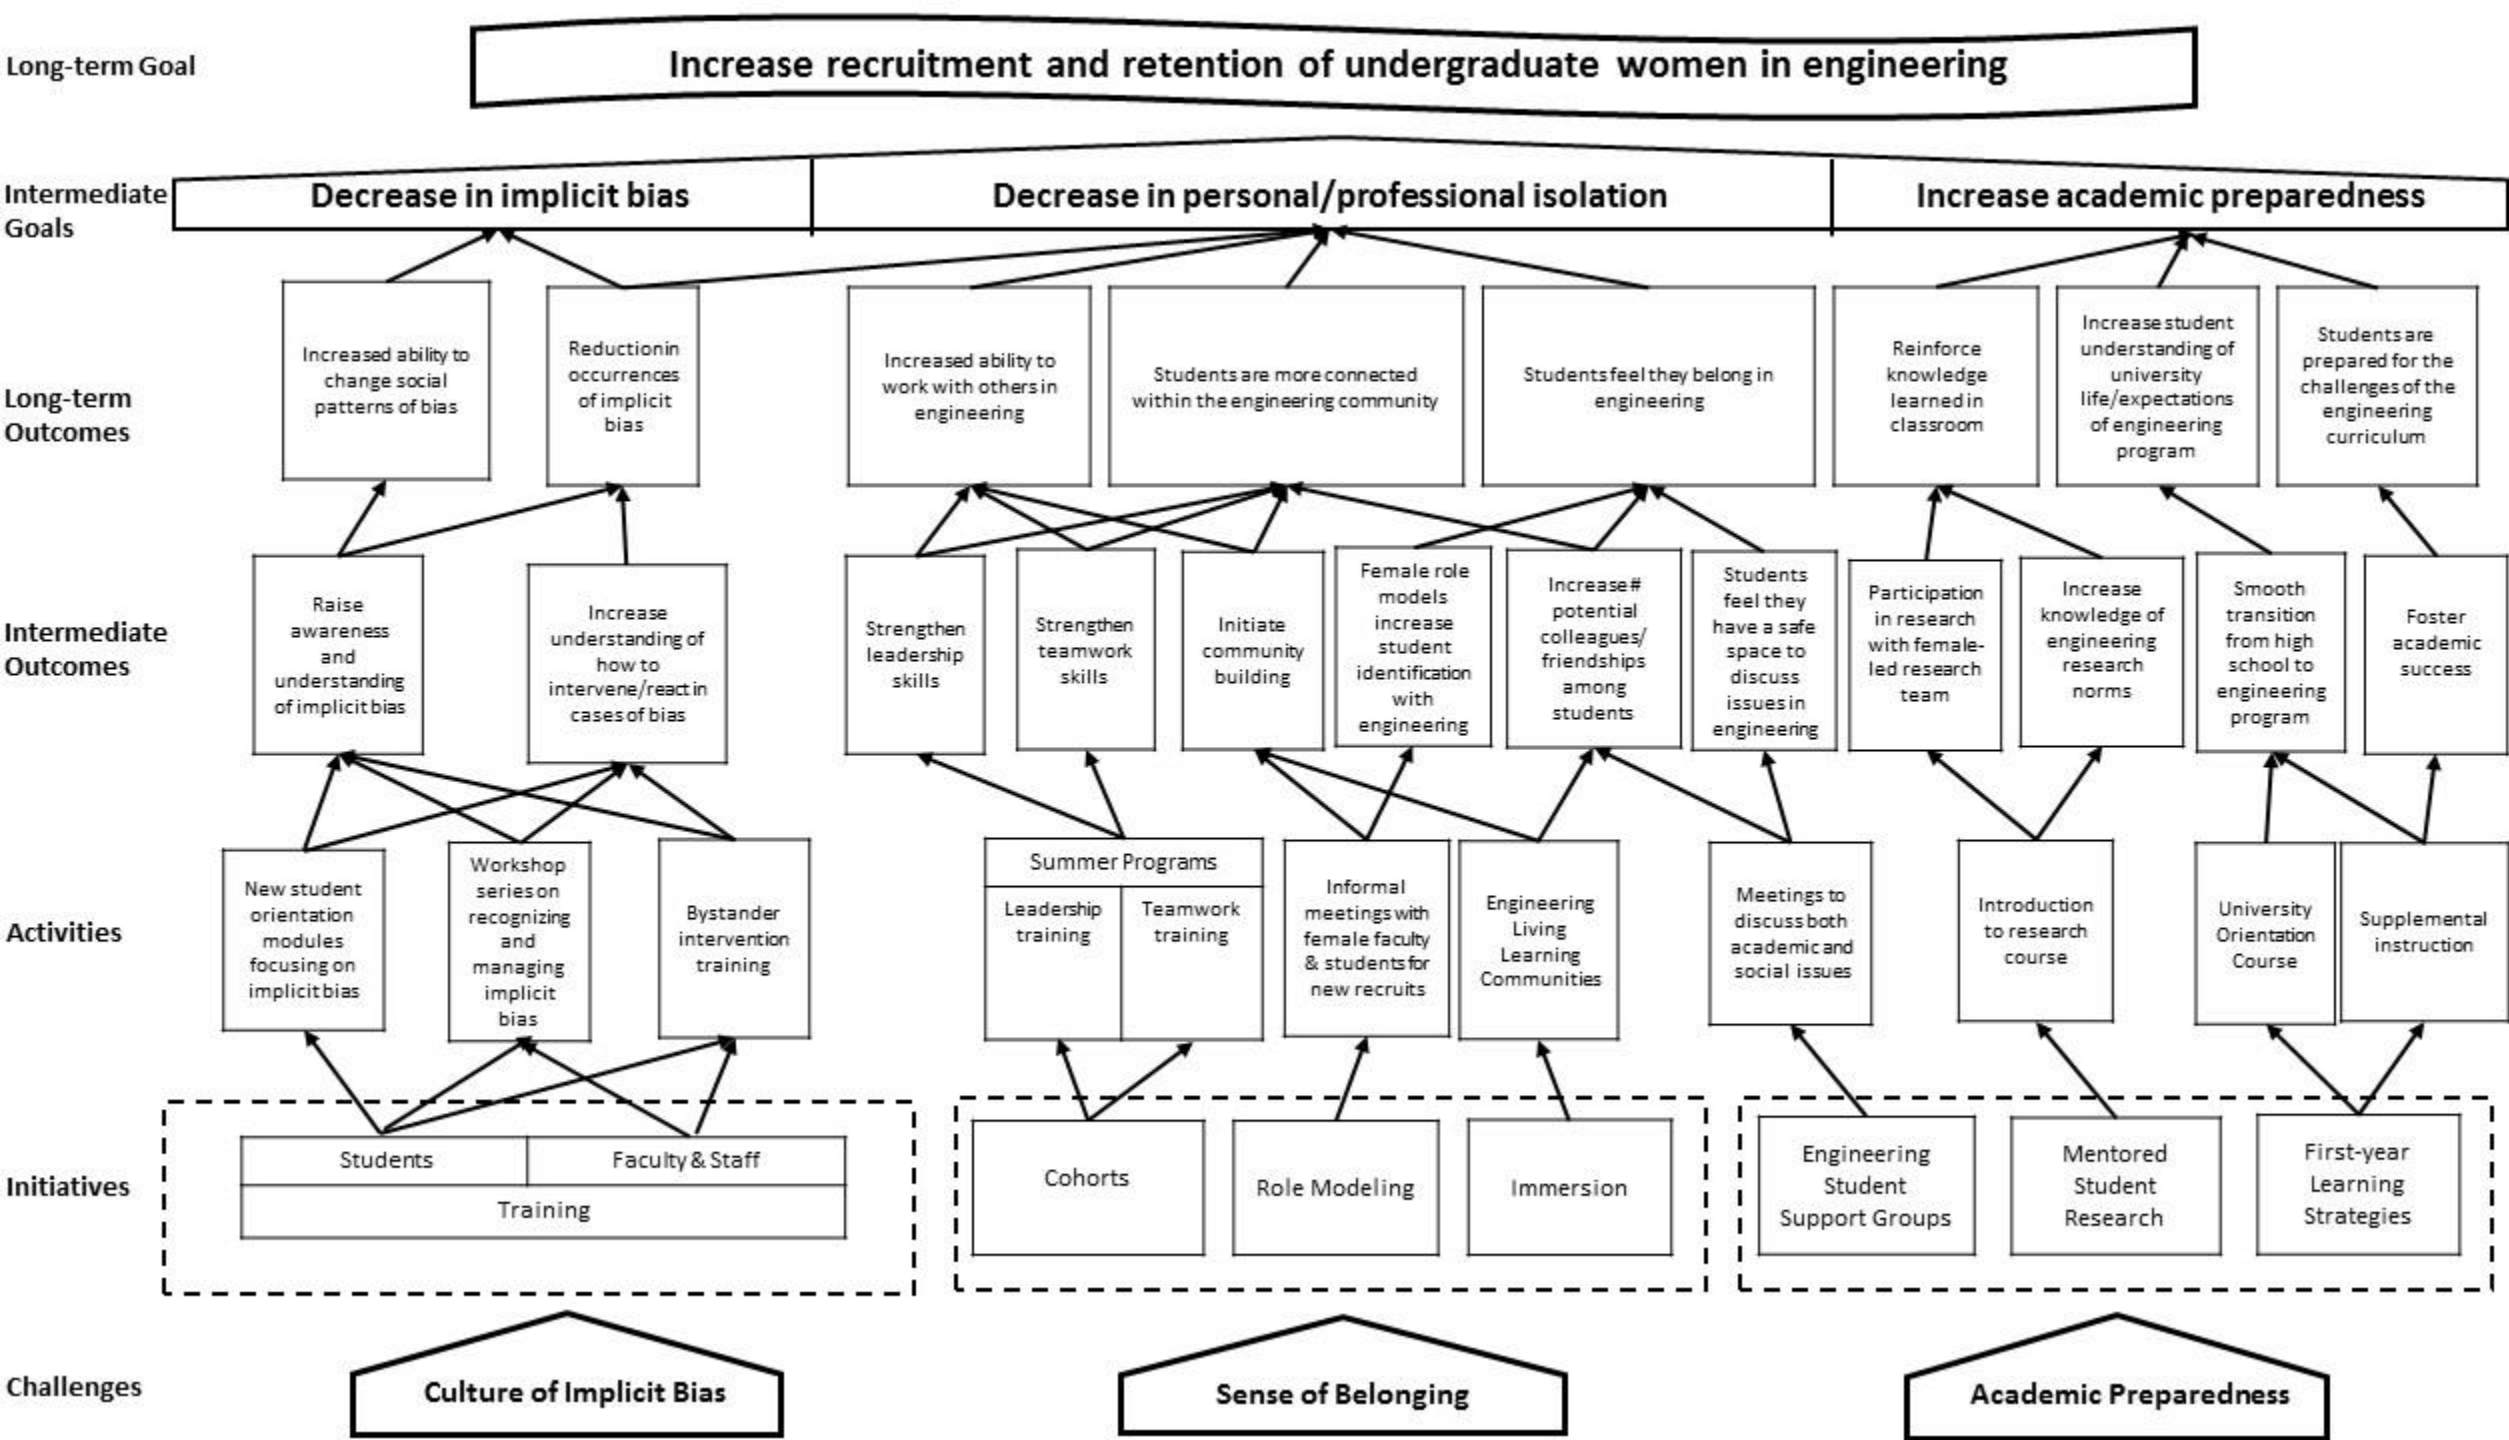 Long-term Goal
Increase recruitment and retention of undergraduate women in engineering
Intermediate
Goals
Decrease in implicit bias
Decrease in personal/professional isolation
Increase academic preparedness
Long-term
Outcomes
Increased ability to
change social
patterns of bias
Reduction in
occurrences
of implicit
bias
Increased ability to
work with others in
engineering
Students are more connected
within the engineering community
Students feel they belong in
engineering
Reinforce
knowledge
learned in
classroom
Increase student
understanding of
university
life/expectations
of engineering
program
Students are
prepared for the
challenges of the
engineering
curriculum
Intermediate
Outcomes
Raise
awareness
and
understanding
of implicit bias
Increase
understanding of
how to
intervene/react in
cases of bias
Strengthen
leadership
skills
Strengthen
teamwork
skills
Initiate
community
building
Female role
models
increase
student
identification
with
engineering
Increase #
potential
colleagues/
friendships
among
students
Students
feel they
have a safe
space to
discuss
issues in
engineering
Participation
in research
with female-
led research
team
Increase
knowledge of
engineering
research
norms
Smooth
transition
from high
school to
engineering
program
Foster
academic
success
Activities
New student
orientation
modules
focusing on
implicit bias
Workshop
series on
recognizing
and
managing
implicit
bias
Bystander
intervention
training
Summer Programs
Leadership
training
Teamwork
training
Informal
meetings with
female faculty
& students for
new recruits
Engineering
Living
Learning
Communities
Meetings to
discuss both
academic and
social issues
Introduction
to research
course
University
Orientation
Course
Supplemental
instruction
Initiatives
Students
Faculty & Staff
Training
Cohorts
Role Modeling
Immersion
Engineering
Student
Support Groups
Mentored
Student
Research
First-year
Learning
Strategies
Challenges
Culture of Implicit Bias
Sense of Belonging
Academic Preparedness